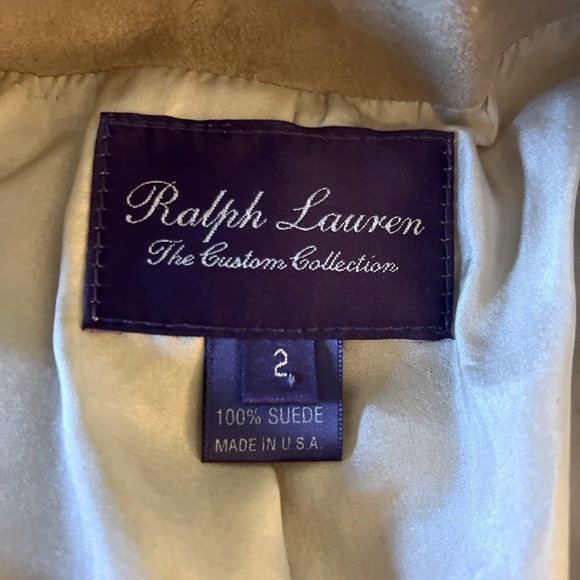 Ralph Lauren
The Custom Collection
2
100% SUEDE
MADE IN U.S.A.